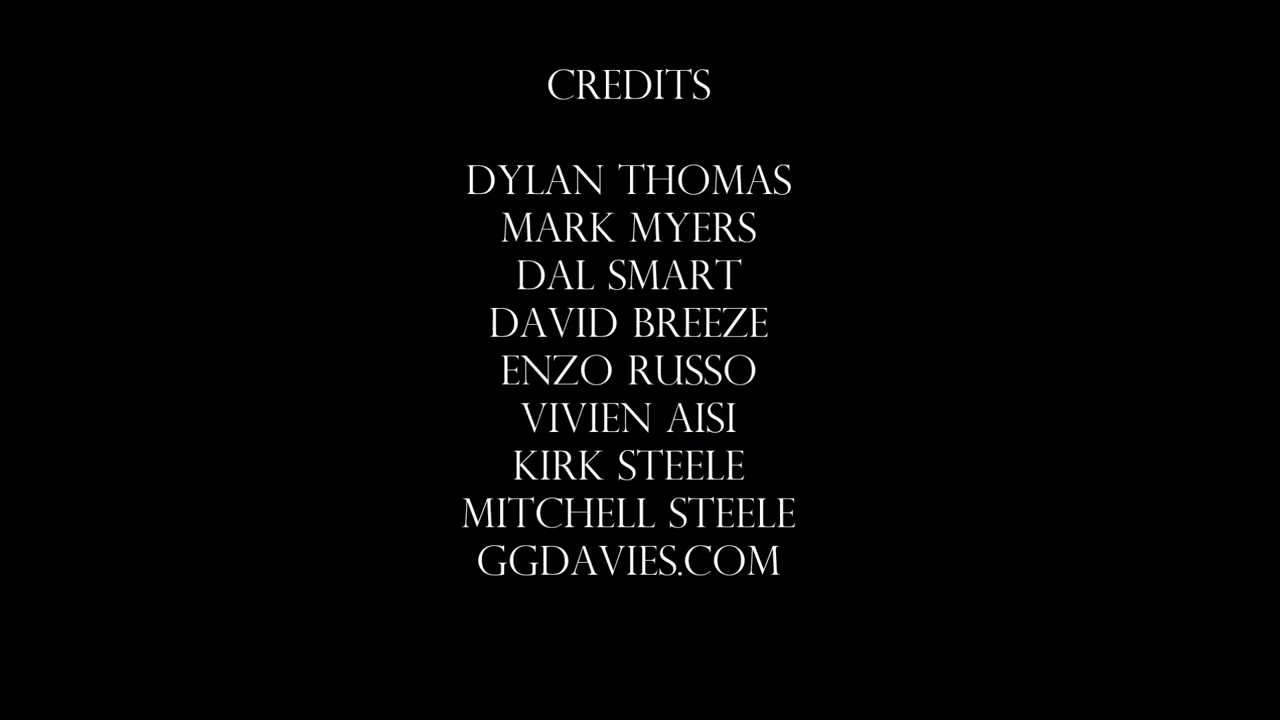 CREDITS
DYLAN THOMAS
MARK MYERS
DAL SMART
DAVID BREEZE
ENZO RUSSO
VIVIEN AISI
KIRK STEELE
MITCHELL STEELE
GGDAVIES.COM